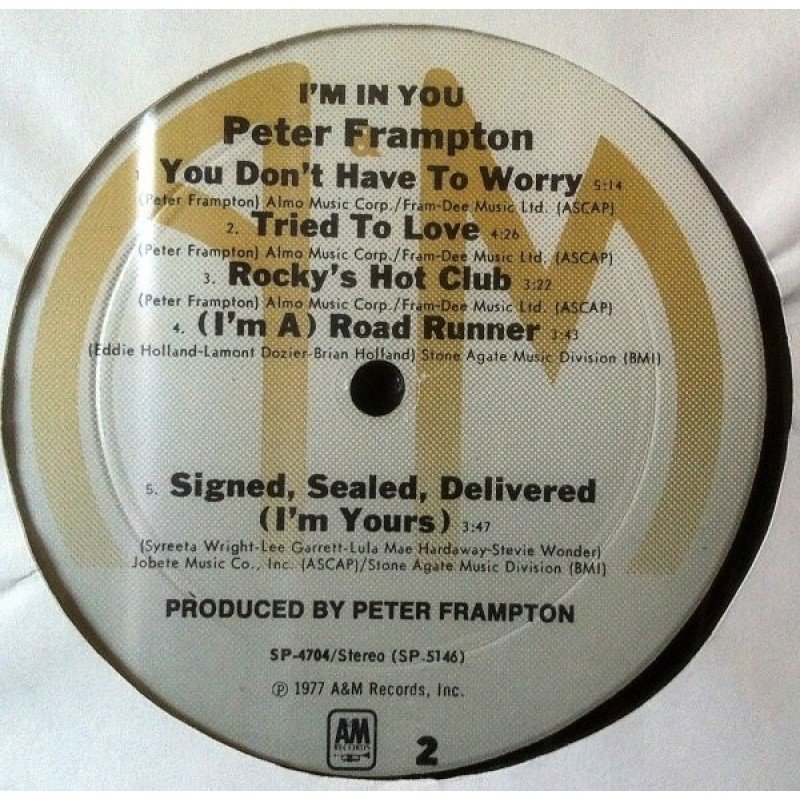 I'M IN YOU
Peter Frampton
1. You Don't Have To Worry 5:14
(Peter Frampton) Almo Music Corp./Fram-Dee Music Ltd. (ASCAP)
2. Tried To Love 4:26
(Peter Frampton) Almo Music Corp./Fram-Dee Music Ltd. (ASCAP)
3. Rocky's Hot Club 3:22
(Peter Frampton) Almo Music Corp./Fram-Dee Music Ltd. (ASCAP)
4. (I'm A) Road Runner 3:43
(Eddie Holland-Lamont Dozier-Brian Holland) Stone Agate Music Division (BMI)
5. Signed, Sealed, Delivered
(I'm Yours) 3:47
(Syreeta Wright-Lee Garrett-Lula Mae Hardaway-Stevie Wonder)
Jobete Music Co., Inc. (ASCAP)/Stone Agate Music Division (BMI)
PRODUCED BY PETER FRAMPTON
SP-4704/Stereo (SP-5146)
Ⓟ 1977 A&M Records, Inc.
AM
RECORDS
2